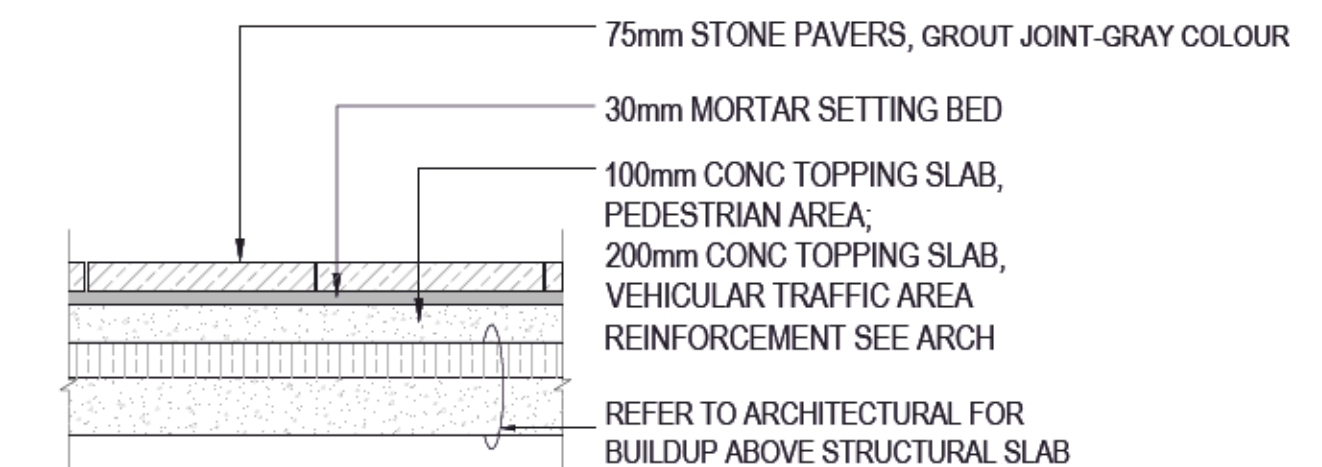 75mm STONE PAVERS, GROUT JOINT-GRAY COLOUR
30mm MORTAR SETTING BED
100mm CONC TOPPING SLAB,
PEDESTRIAN AREA;
200mm CONC TOPPING SLAB,
VEHICULAR TRAFFIC AREA
REINFORCEMENT SEE ARCH
REFER TO ARCHITECTURAL FOR
BUILDUP ABOVE STRUCTURAL SLAB